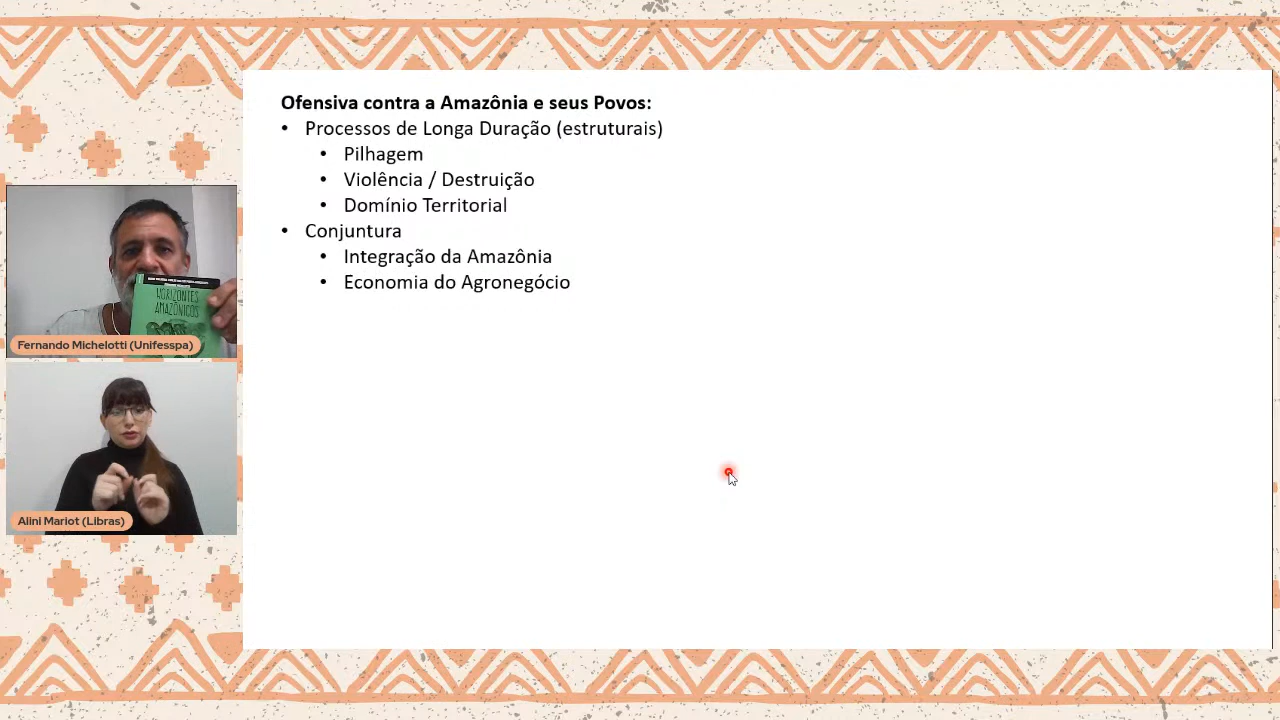 Ofensiva contra a Amazônia e seus Povos:
• Processos de Longa Duração (estruturais)
• Pilhagem
• Violência / Destruição
• Domínio Territorial
• Conjuntura
• Integração da Amazônia
• Economia do Agronegócio
HORIZONTES
AMAZÔNICOS
Fernando Michelotti (Unifesspa)
Alini Mariot (Libras)